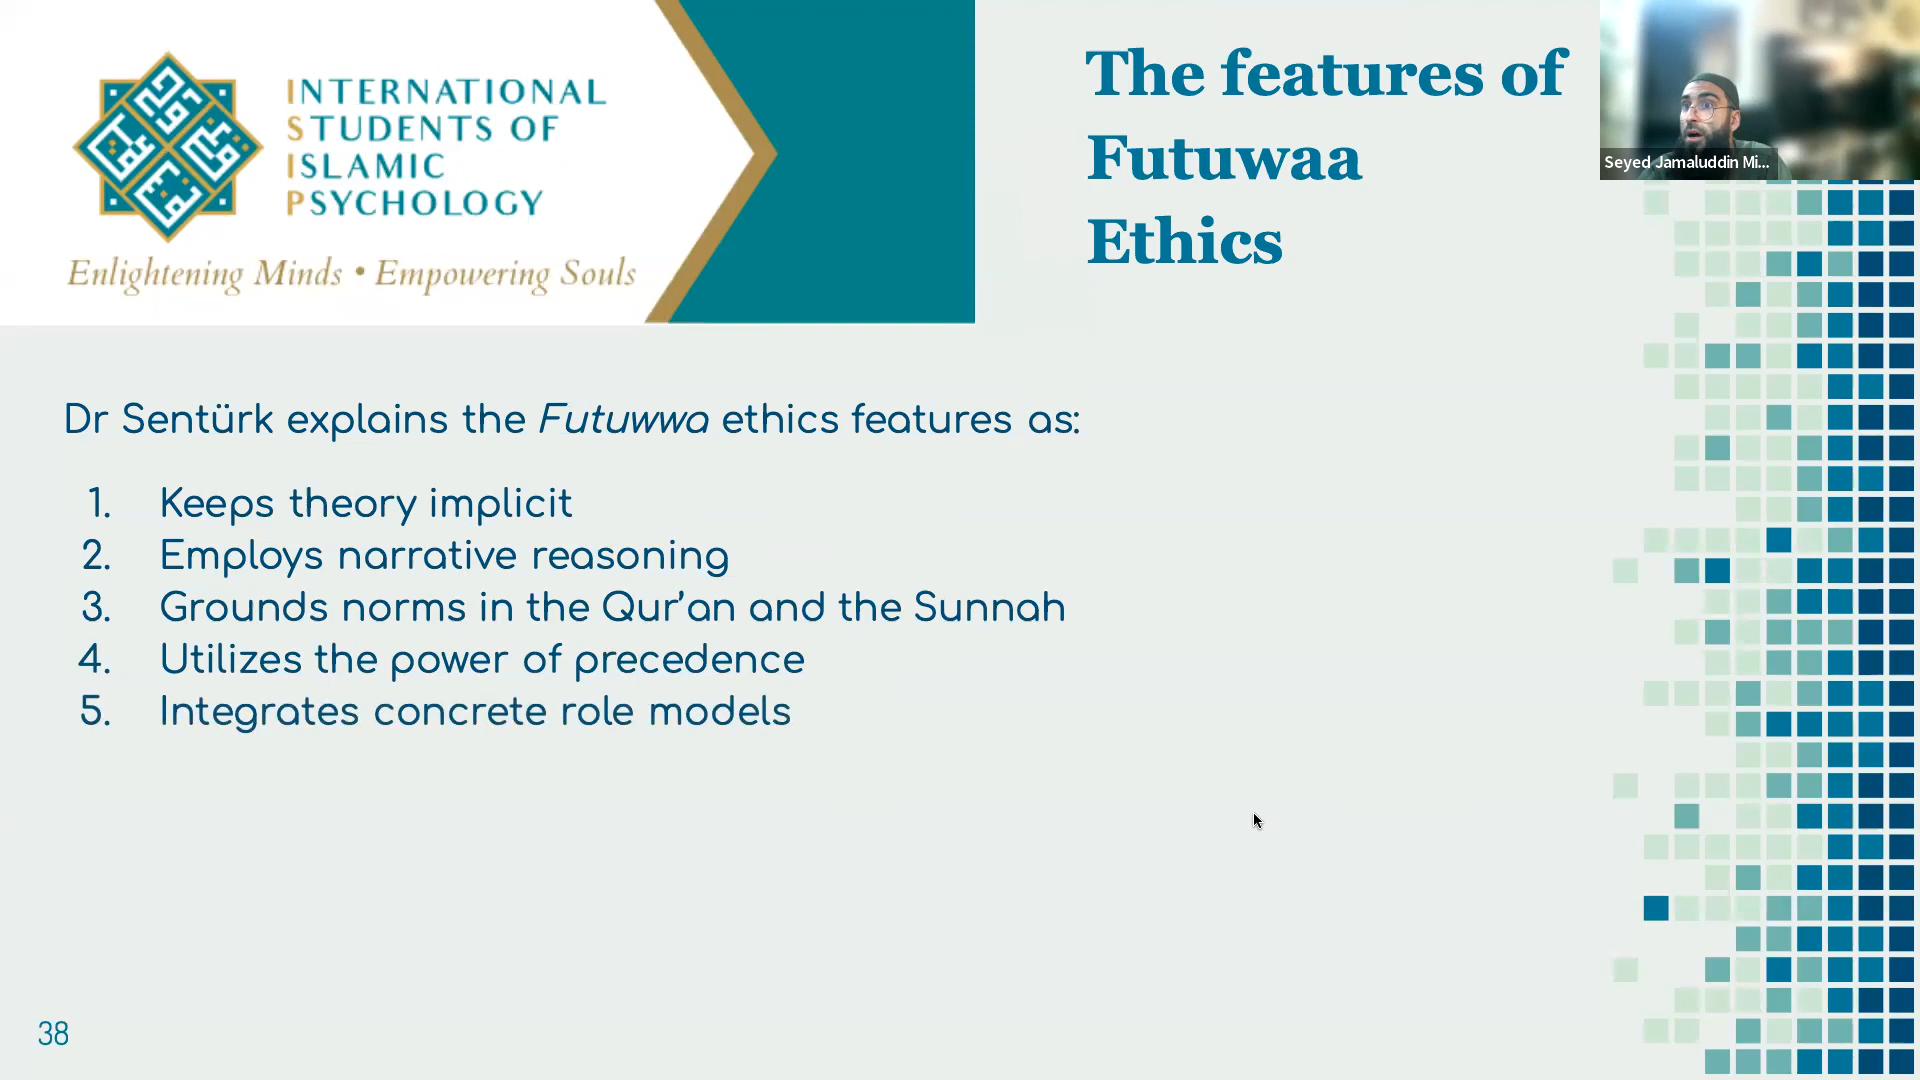 INTERNATIONAL
STUDENTS OF
ISLAMIC
PSYCHOLOGY
Enlightening Minds • Empowering Souls
The features of
Futuwaa
Ethics
Seyed Jamaluddin Mi...
Dr Sentürk explains the Futuwwa ethics features as:
1. Keeps theory implicit
2. Employs narrative reasoning
3. Grounds norms in the Qur’an and the Sunnah
4. Utilizes the power of precedence
5. Integrates concrete role models
38